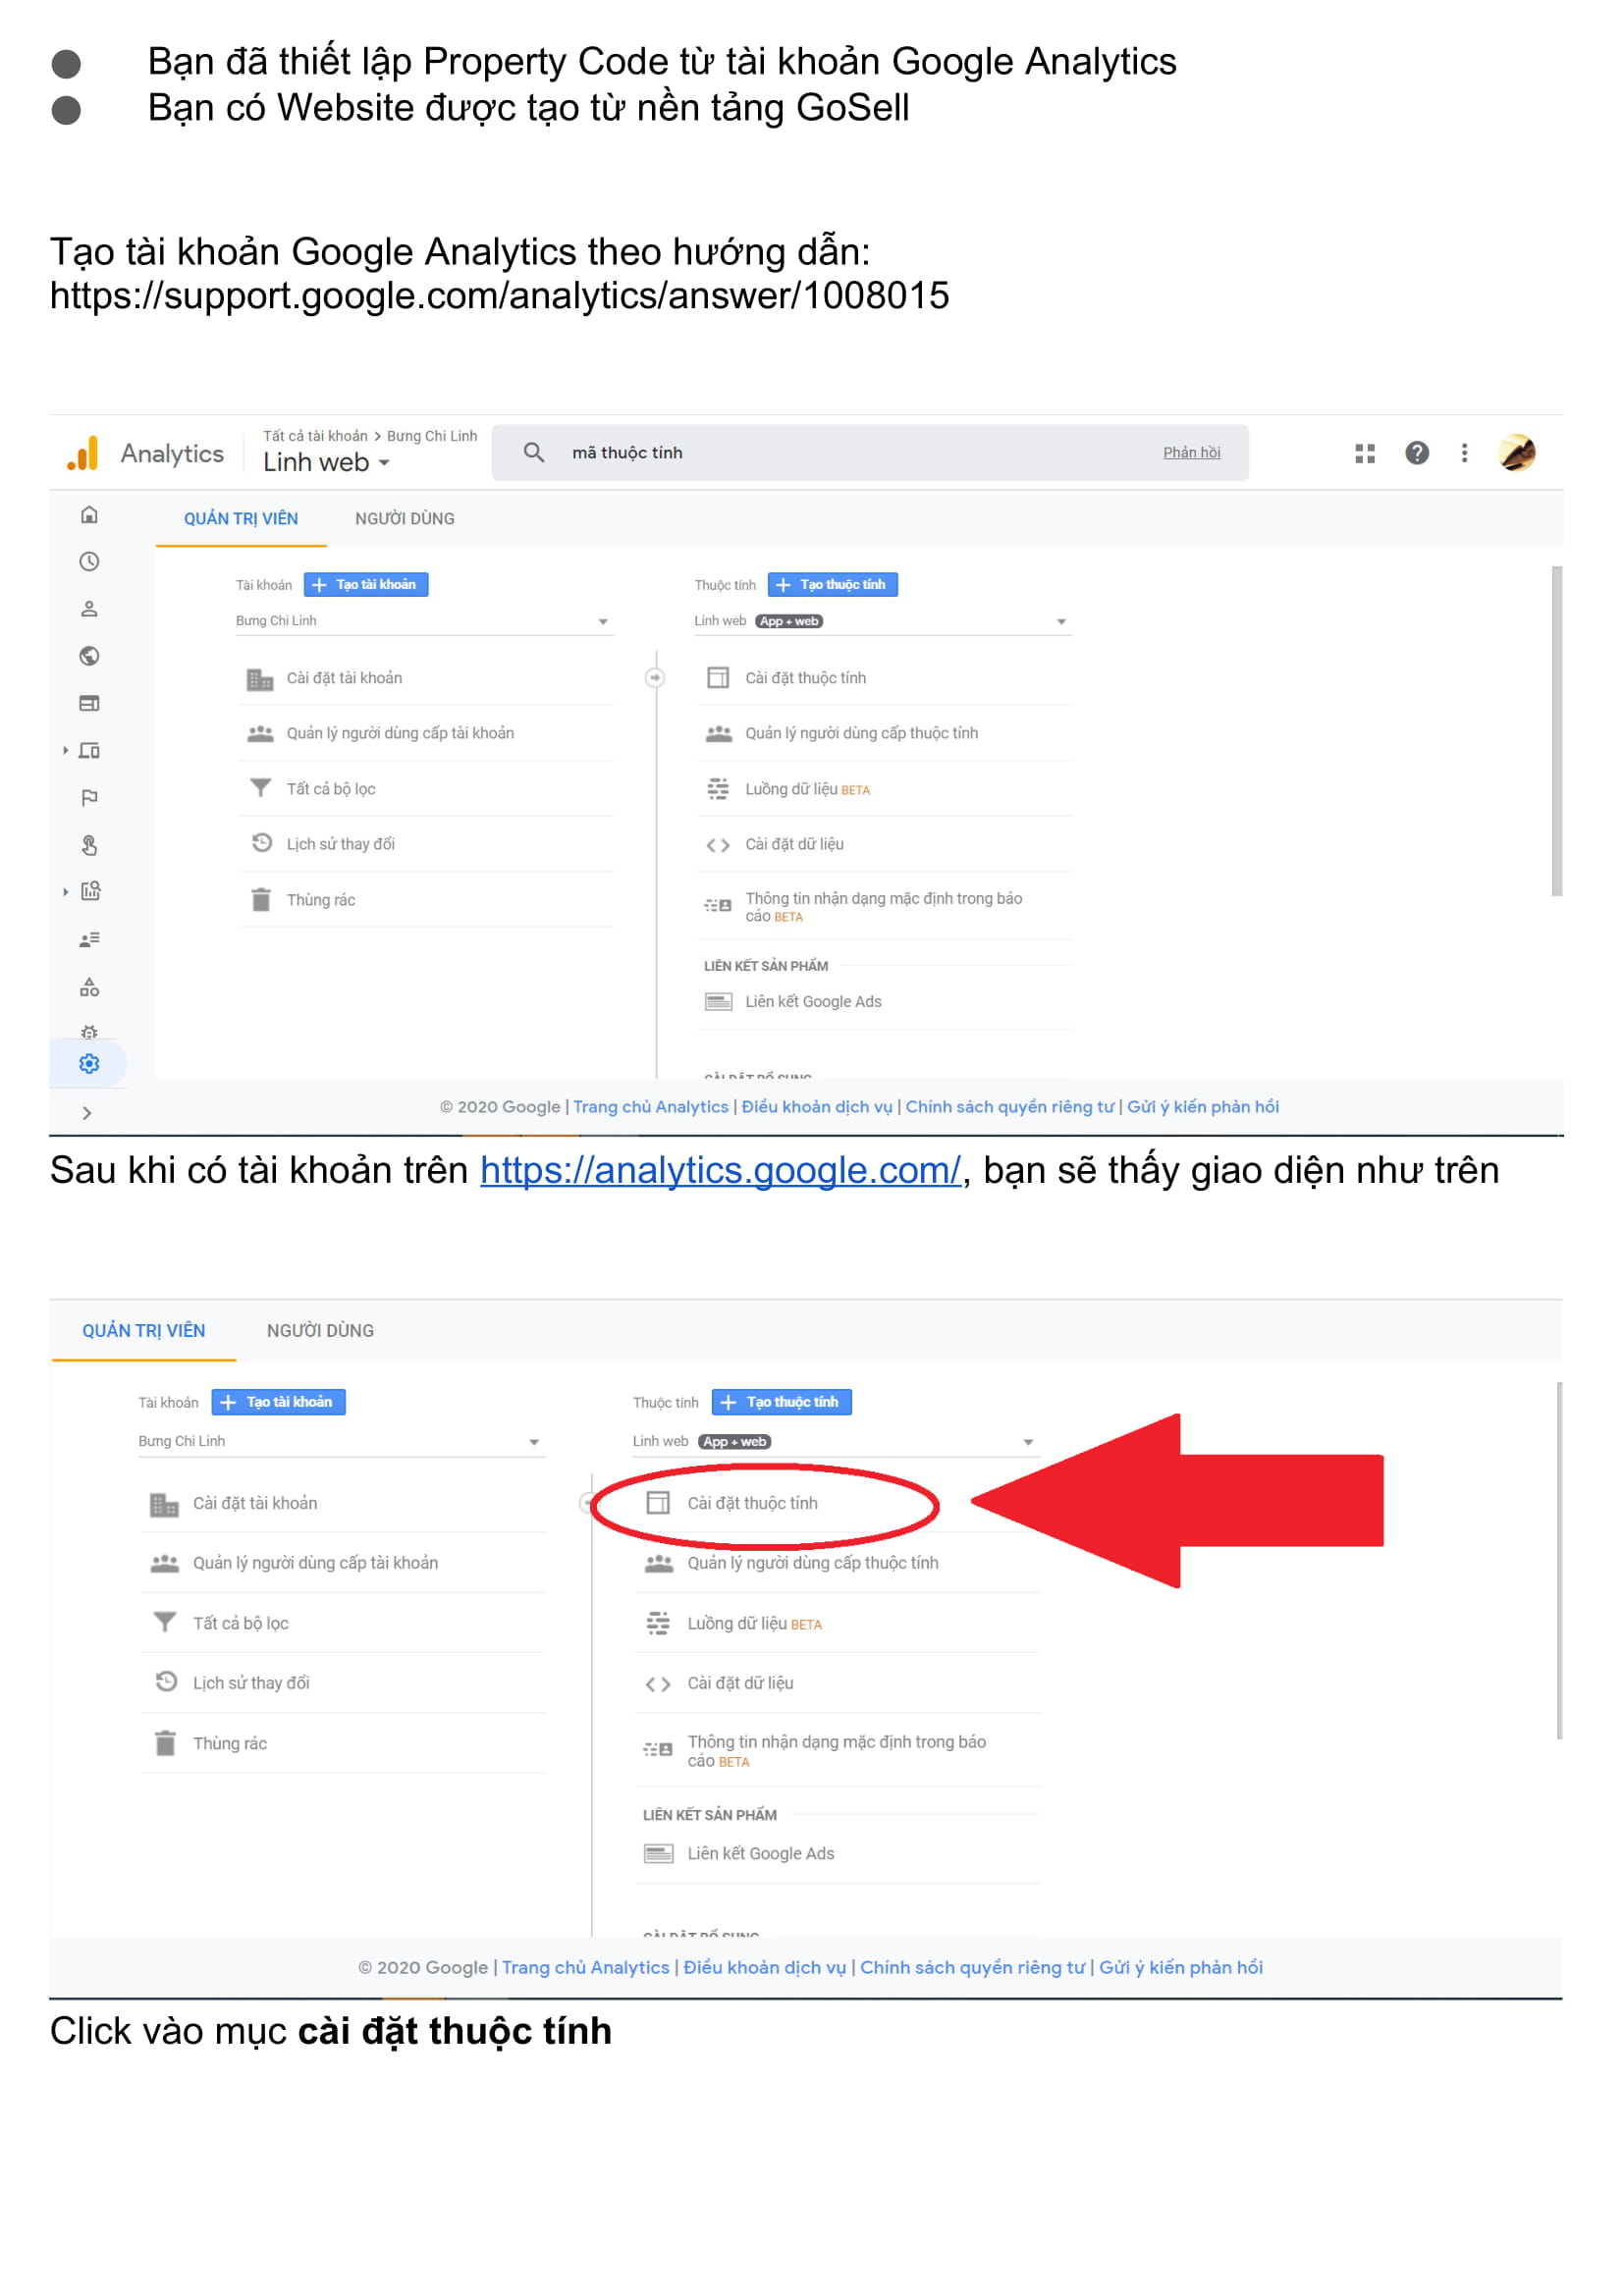 Bạn đã thiết lập Property Code từ tài khoản Google Analytics
Bạn có Website được tạo từ nền tảng GoSell
Tạo tài khoản Google Analytics theo hướng dẫn:
https://support.google.com/analytics/answer/1008015
Analytics
Tất cả tài khoản > Bưng Chi Linh
Linh web
mã thuộc tính
Phản hồi
QUẢN TRỊ VIÊN
NGƯỜI DÙNG
Tài khoản
+ Tạo tài khoản
Bưng Chi Linh
Cài đặt tài khoản
Quản lý người dùng cấp tài khoản
Tất cả bộ lọc
Lịch sử thay đổi
Thùng rác
Thuộc tính
+ Tạo thuộc tính
Linh web App + web
Cài đặt thuộc tính
Quản lý người dùng cấp thuộc tính
Luồng dữ liệu BETA
Cài đặt dữ liệu
Thông tin nhận dạng mặc định trong báo
cáo BETA
LIÊN KẾT SẢN PHẨM
Liên kết Google Ads
CÀI ĐẶT BỔ SUNG
© 2020 Google | Trang chủ Analytics | Điều khoản dịch vụ | Chính sách quyền riêng tư | Gửi ý kiến phản hồi
Sau khi có tài khoản trên https://analytics.google.com/, bạn sẽ thấy giao diện như trên
QUẢN TRỊ VIÊN
NGƯỜI DÙNG
Tài khoản
+ Tạo tài khoản
Bưng Chi Linh
Cài đặt tài khoản
Quản lý người dùng cấp tài khoản
Tất cả bộ lọc
Lịch sử thay đổi
Thùng rác
Thuộc tính
+ Tạo thuộc tính
Linh web App + web
Cài đặt thuộc tính
Quản lý người dùng cấp thuộc tính
Luồng dữ liệu BETA
Cài đặt dữ liệu
Thông tin nhận dạng mặc định trong báo
cáo BETA
LIÊN KẾT SẢN PHẨM
Liên kết Google Ads
CÀI ĐẶT BỔ SUNG
© 2020 Google | Trang chủ Analytics | Điều khoản dịch vụ | Chính sách quyền riêng tư | Gửi ý kiến phản hồi
Click vào mục cài đặt thuộc tính